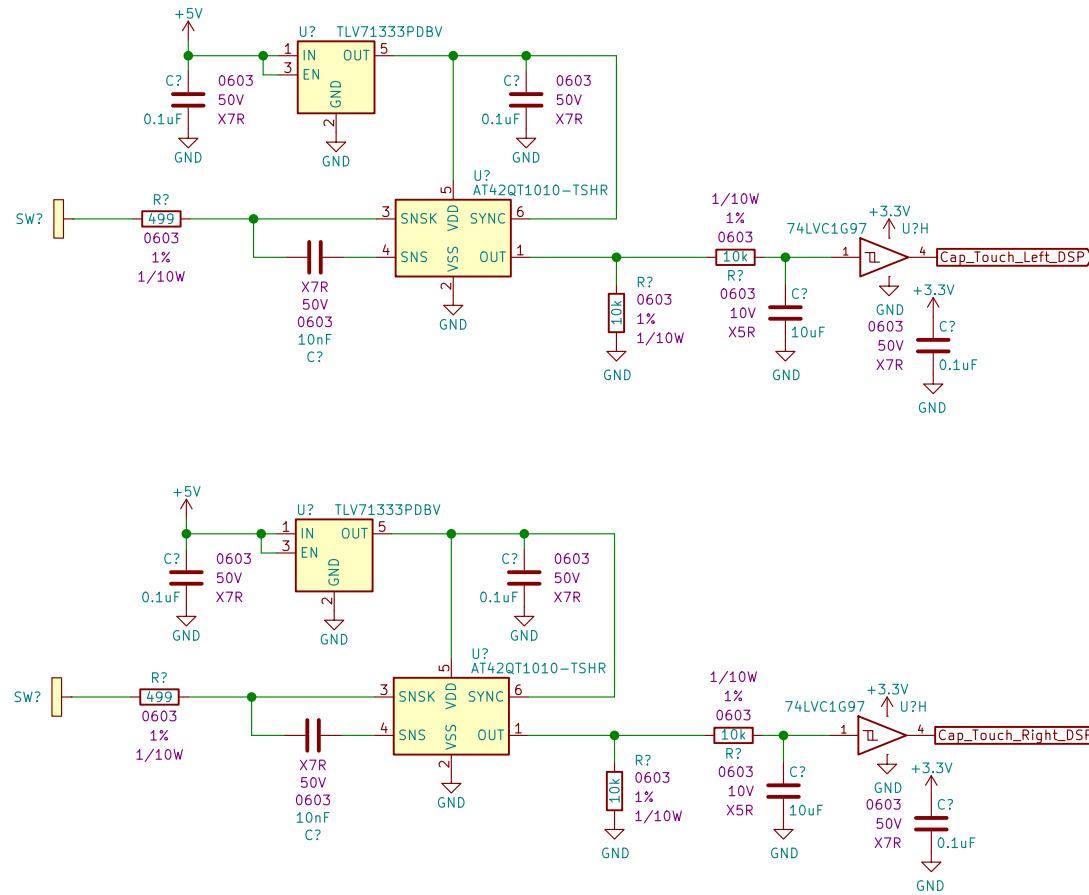 +5V
U? TLV71333PDBV
1 IN OUT 5
3 EN
GND
2
GND
C? 0603
50V
0.1uF X7R
GND
C? 0603
50V
0.1uF X7R
GND
U?
AT42QT1010-TSHR
SW?
R?
499
0603
1%
1/10W
3 SNSK VDD SYNC 6
5
4 SNS VSS OUT 1
2
GND
X7R
50V
0603
10nF
C?
R?
10k
0603
1%
1/10W
GND
1/10W
1%
0603
10k
R?
0603
10V
X5R
C?
10uF
GND
74LVC1G97
+3.3V
U?H
1 4
GND
Cap_Touch_Left_DSP
+3.3V
0603
50V
X7R
C?
0.1uF
GND
+5V
U? TLV71333PDBV
1 IN OUT 5
3 EN
GND
2
GND
C? 0603
50V
0.1uF X7R
GND
C? 0603
50V
0.1uF X7R
GND
U?
AT42QT1010-TSHR
SW?
R?
499
0603
1%
1/10W
3 SNSK VDD SYNC 6
5
4 SNS VSS OUT 1
2
GND
X7R
50V
0603
10nF
C?
R?
10k
0603
1%
1/10W
GND
1/10W
1%
0603
10k
R?
0603
10V
X5R
C?
10uF
GND
74LVC1G97
+3.3V
U?H
1 4
GND
Cap_Touch_Right_DSP
+3.3V
0603
50V
X7R
C?
0.1uF
GND